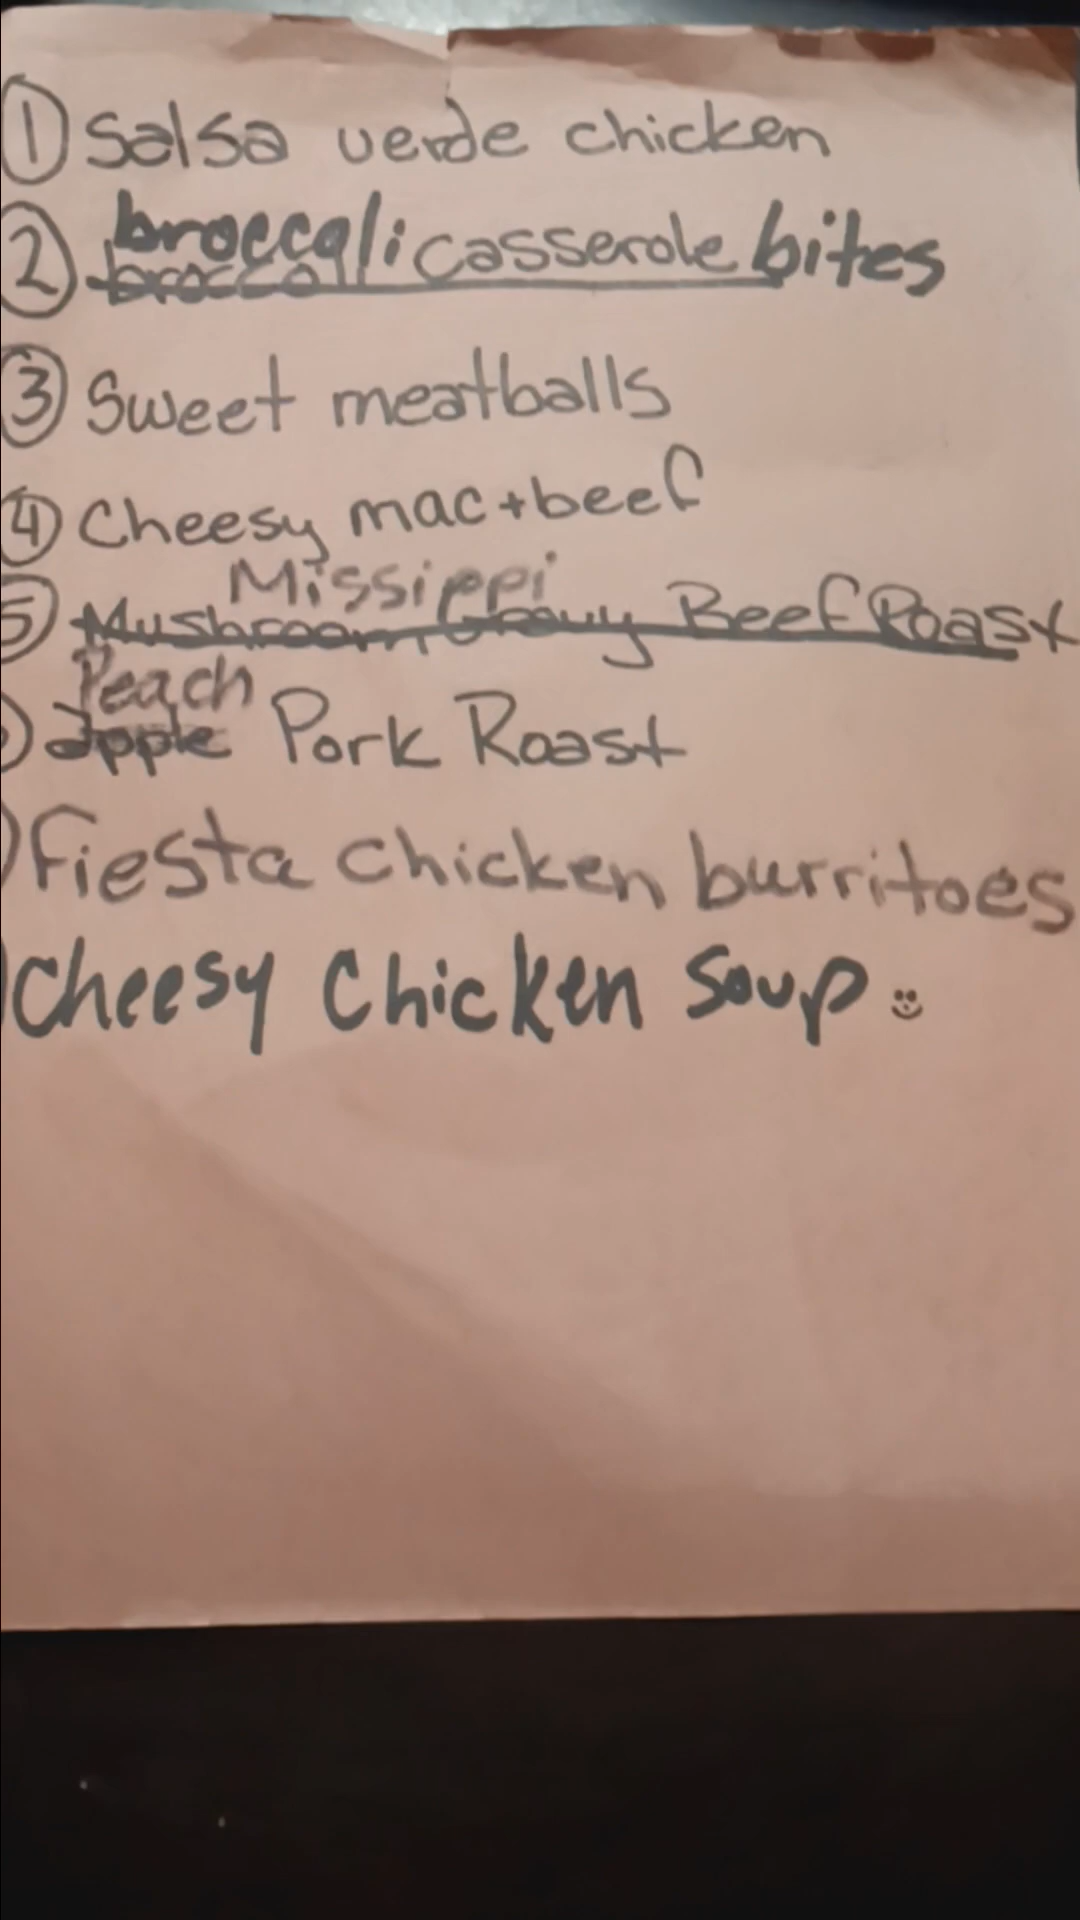 ① Salsa verde chicken
② broccoli casserole bites
broccoli
③ Sweet meatballs
④ Cheesy mac + beef
Missippi
5) Mushroom Gravy Beef Roast
Peach
) apple Pork Roast
) Fiesta chicken burritoes
) Cheesy Chicken Soup